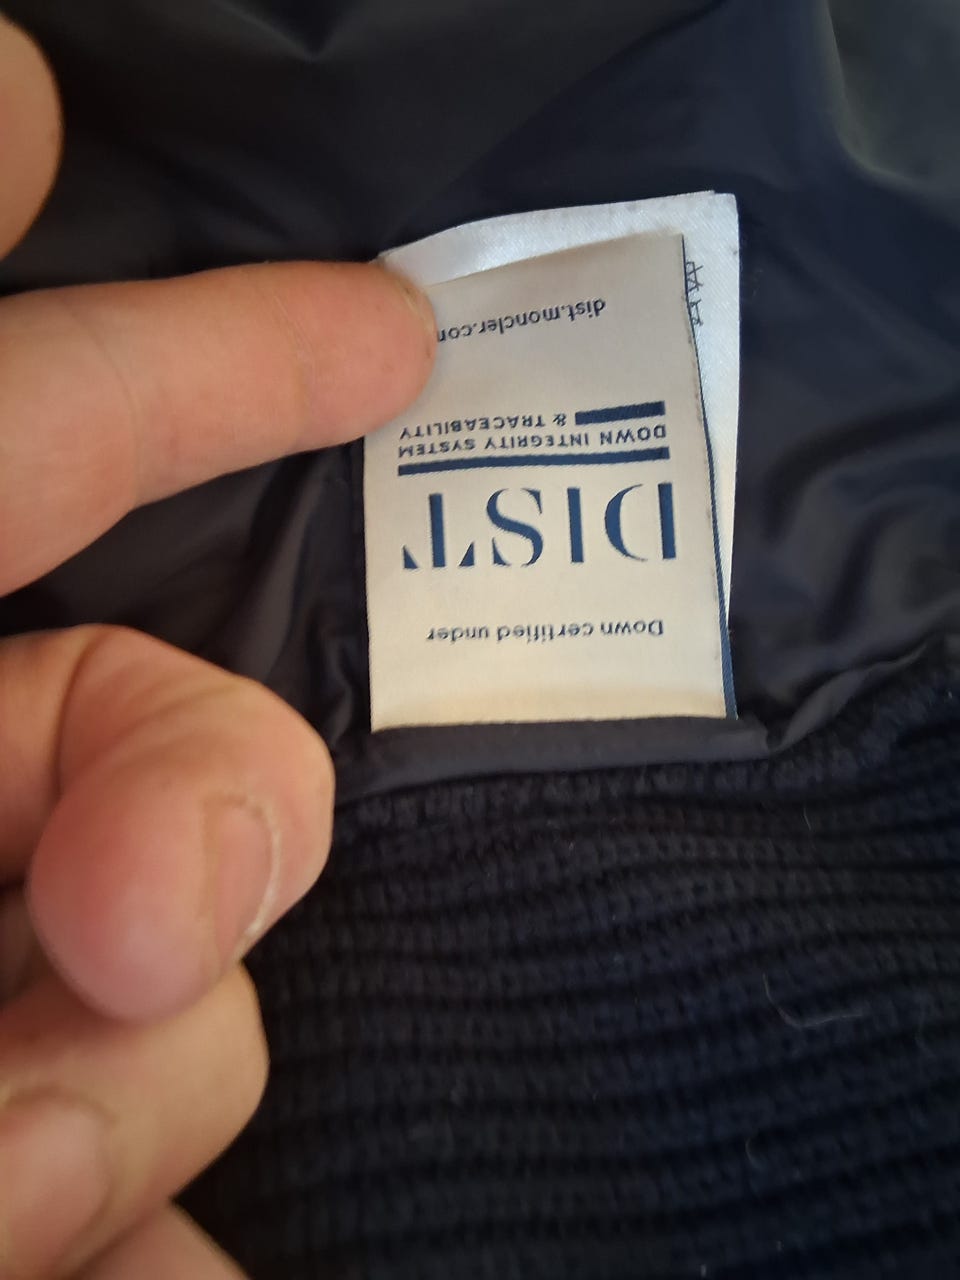 Down certified under
DIST
DOWN INTEGRITY SYSTEM
& TRACEABILITY
dist.moncler.com